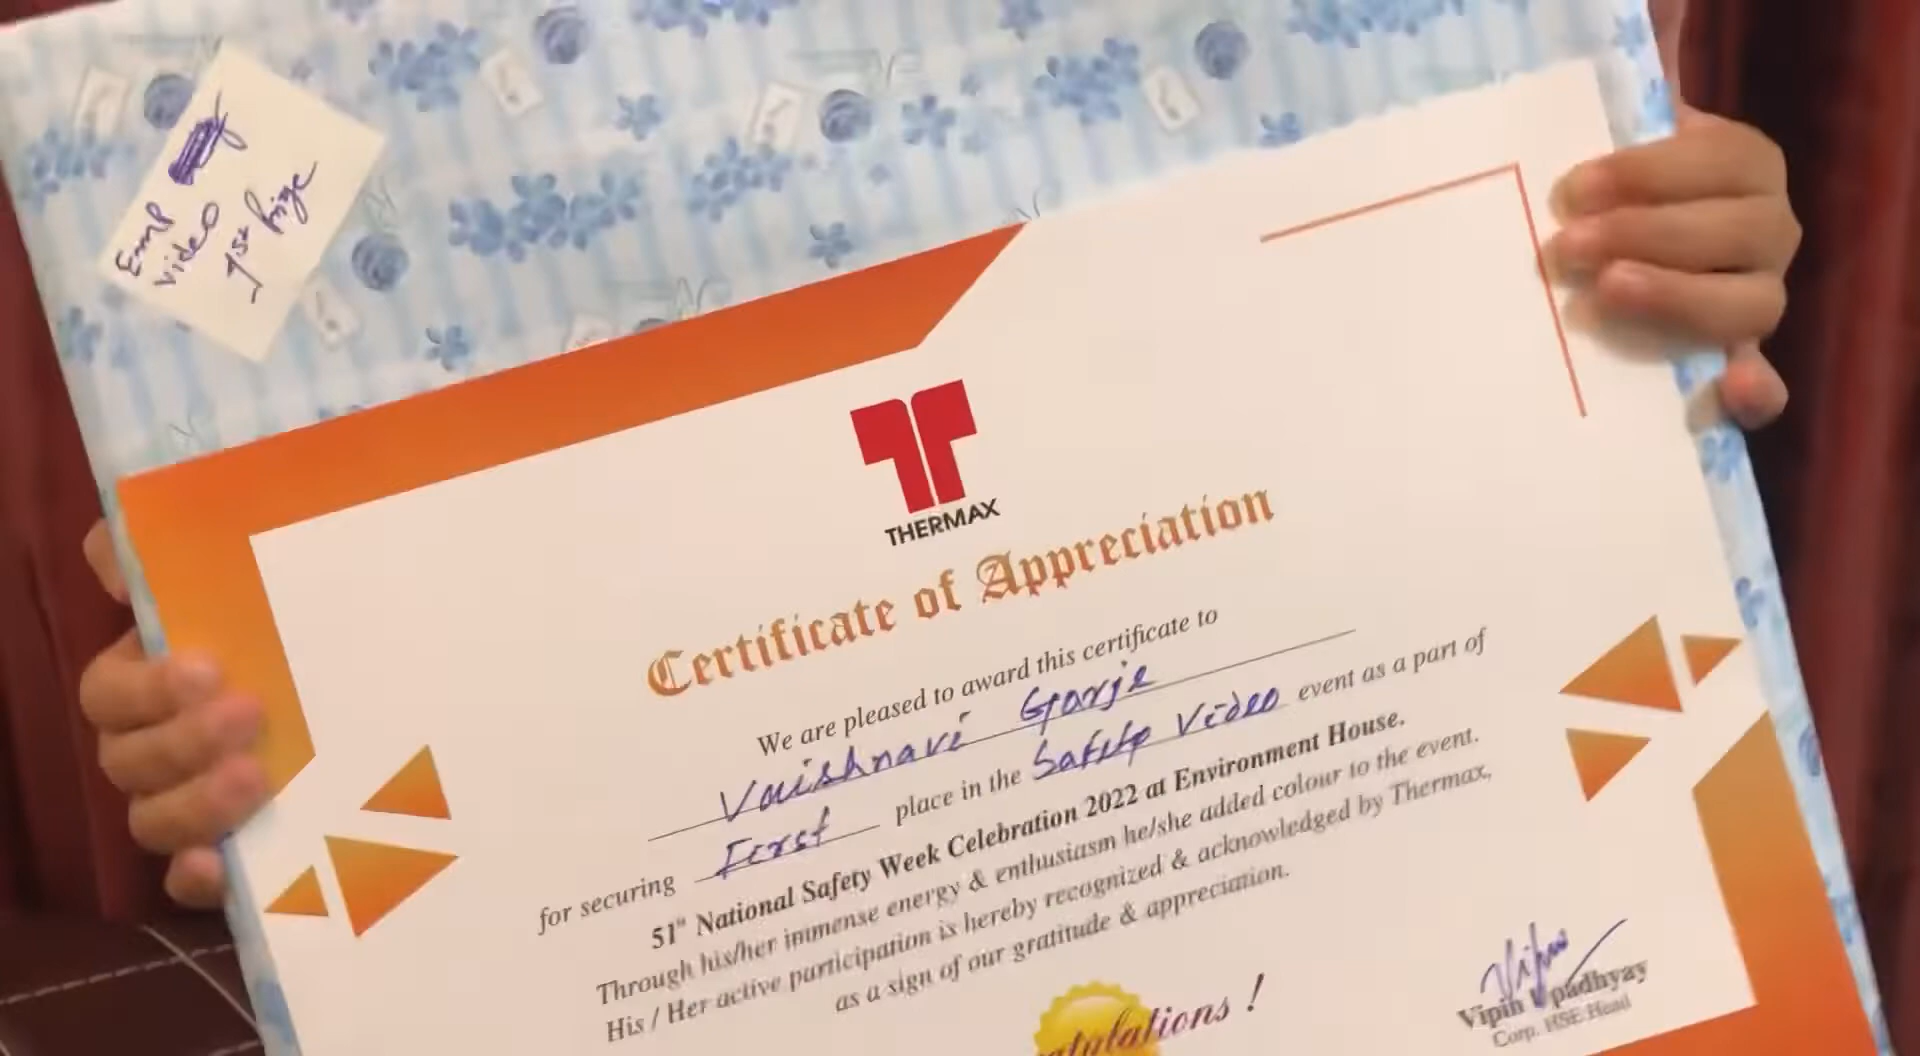 Emp
video
1st Prize
THERMAX
Certificate of Appreciation
We are pleased to award this certificate to
Vaishnavi Garje
for securing First place in the Safety Video event as a part of
51st National Safety Week Celebration 2022 at Environment House.
Through his/her immense energy & enthusiasm he/she added colour to the event.
His / Her active participation is hereby recognized & acknowledged by Thermax,
as a sign of our gratitude & appreciation.
Vipin Upadhyay
Corp. HSE Head